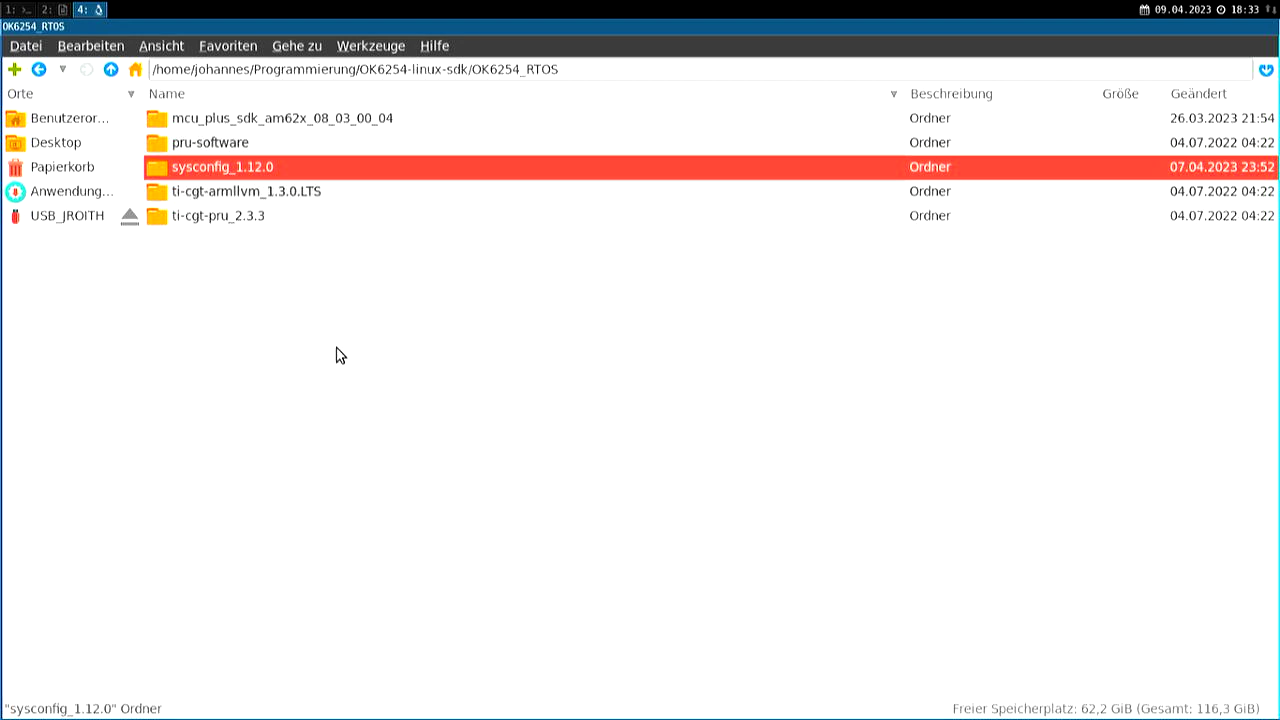 1: >_ 2: 4: 09.04.2023 18:33
OK6254_RTOS
Datei Bearbeiten Ansicht Favoriten Gehe zu Werkzeuge Hilfe
/home/johannes/Programmierung/OK6254-linux-sdk/OK6254_RTOS
Orte Name Beschreibung Größe Geändert
Benutzeror... mcu_plus_sdk_am62x_08_03_00_04 Ordner 26.03.2023 21:54
Desktop pru-software Ordner 04.07.2022 04:22
Papierkorb sysconfig_1.12.0 Ordner 07.04.2023 23:52
Anwendung... ti-cgt-armllvm_1.3.0.LTS Ordner 04.07.2022 04:22
USB_JROITH ti-cgt-pru_2.3.3 Ordner 04.07.2022 04:22
"sysconfig_1.12.0" Ordner Freier Speicherplatz: 62,2 GiB (Gesamt: 116,3 GiB)